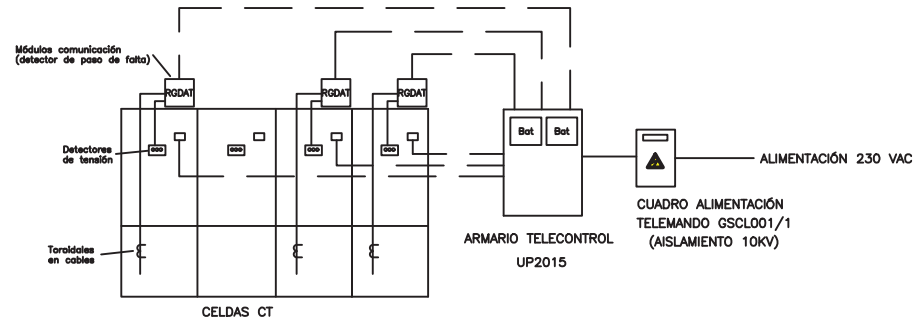 Módulos comunicación
(detector de paso de falta)
RGDAT
RGDAT
RGDAT
Bat
Bat
Detectores
de tensión
ALIMENTACIÓN 230 VAC
CUADRO ALIMENTACIÓN
TELEMANDO GSCL001/1
(AISLAMIENTO 10KV)
ARMARIO TELECONTROL
UP2015
Toroidales
en cables
CELDAS CT